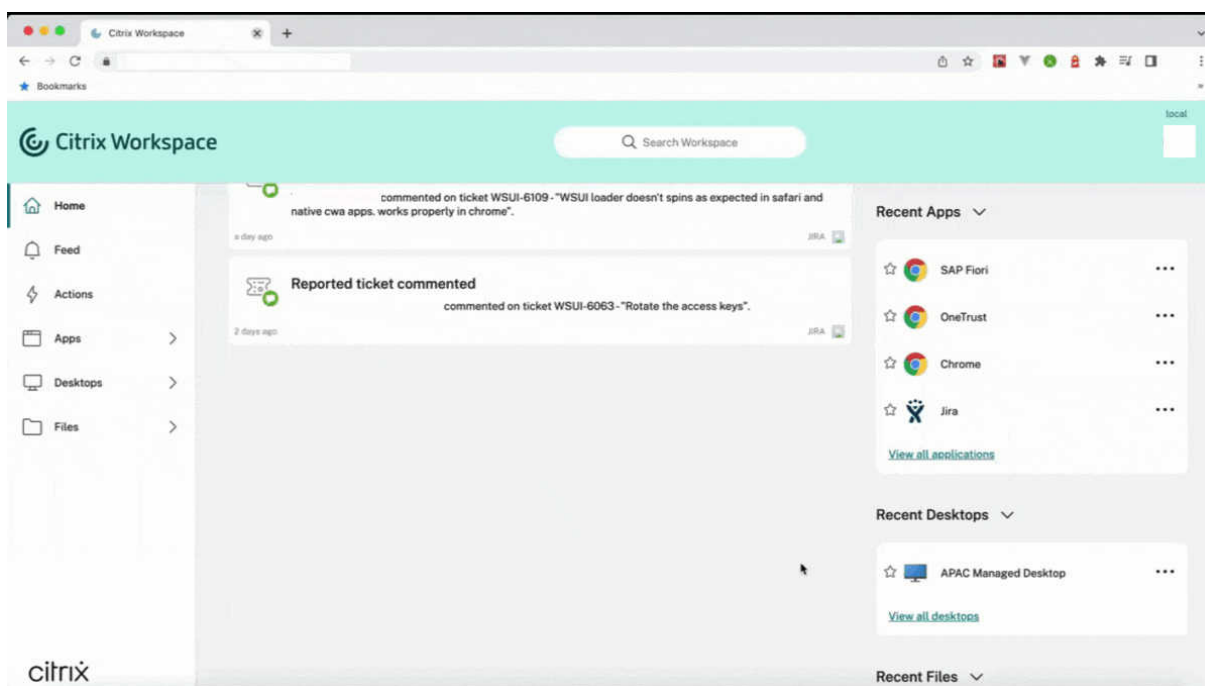 Citrix Workspace
Bookmarks
local
Citrix Workspace
Search Workspace
Home
Feed
Actions
Apps
Desktops
Files
citrix
commented on ticket WSUI-6109-"WSUI loader doesn't spins as expected in safari and
native cwa apps. works properly in chrome".
a day ago
JIRA
Reported ticket commented
commented on ticket WSUI-6063-"Rotate the access keys".
2 days ago
JIRA
Recent Apps
SAP Fiori
OneTrust
Chrome
Jira
View all applications
Recent Desktops
APAC Managed Desktop
View all desktops
Recent Files